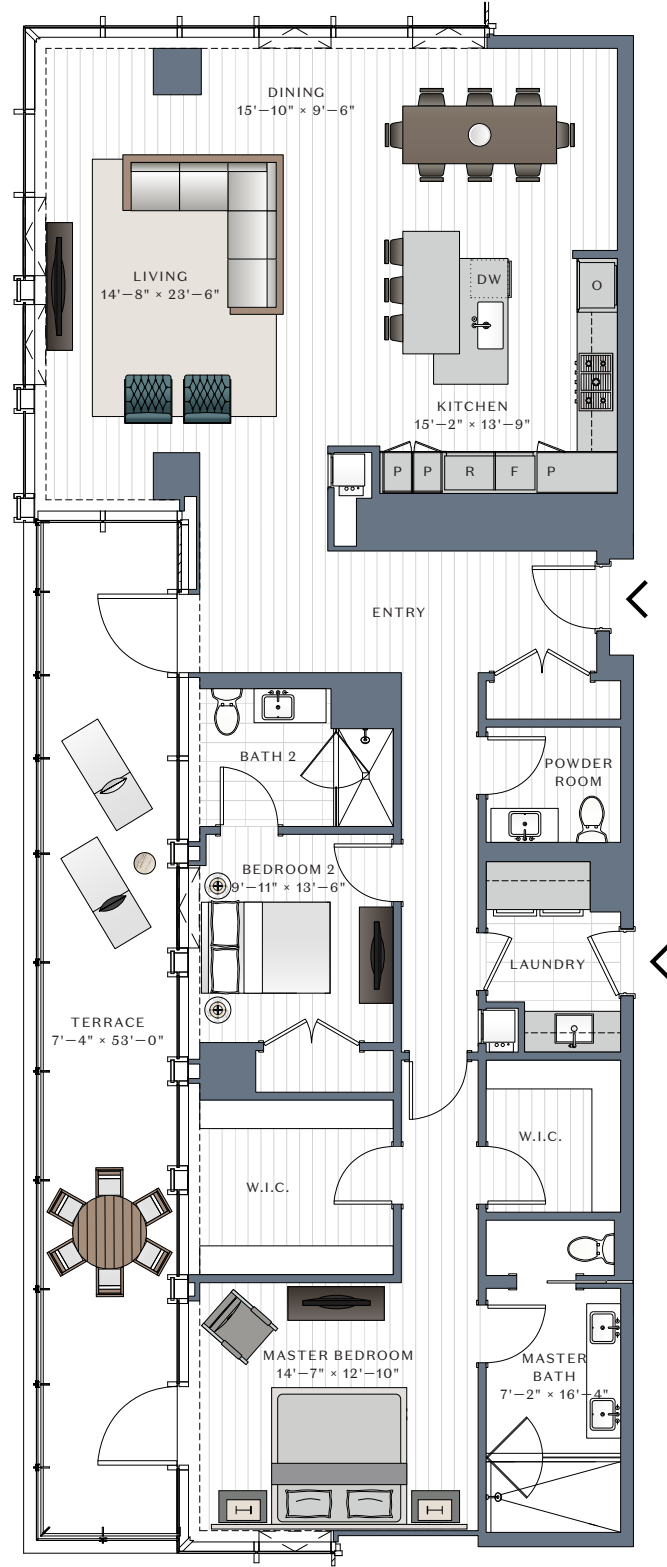 DINING
15'–10" × 9'–6"
LIVING
14'–8" × 23'–6"
DW
O
KITCHEN
15'–2" × 13'–9"
P P R F P
ENTRY
BATH 2
POWDER
ROOM
BEDROOM 2
9'–11" × 13'–6"
LAUNDRY
TERRACE
7'–4" × 53'–0"
W.I.C.
W.I.C.
MASTER BEDROOM
14'–7" × 12'–10"
MASTER
BATH
7'–2" × 16'–4"